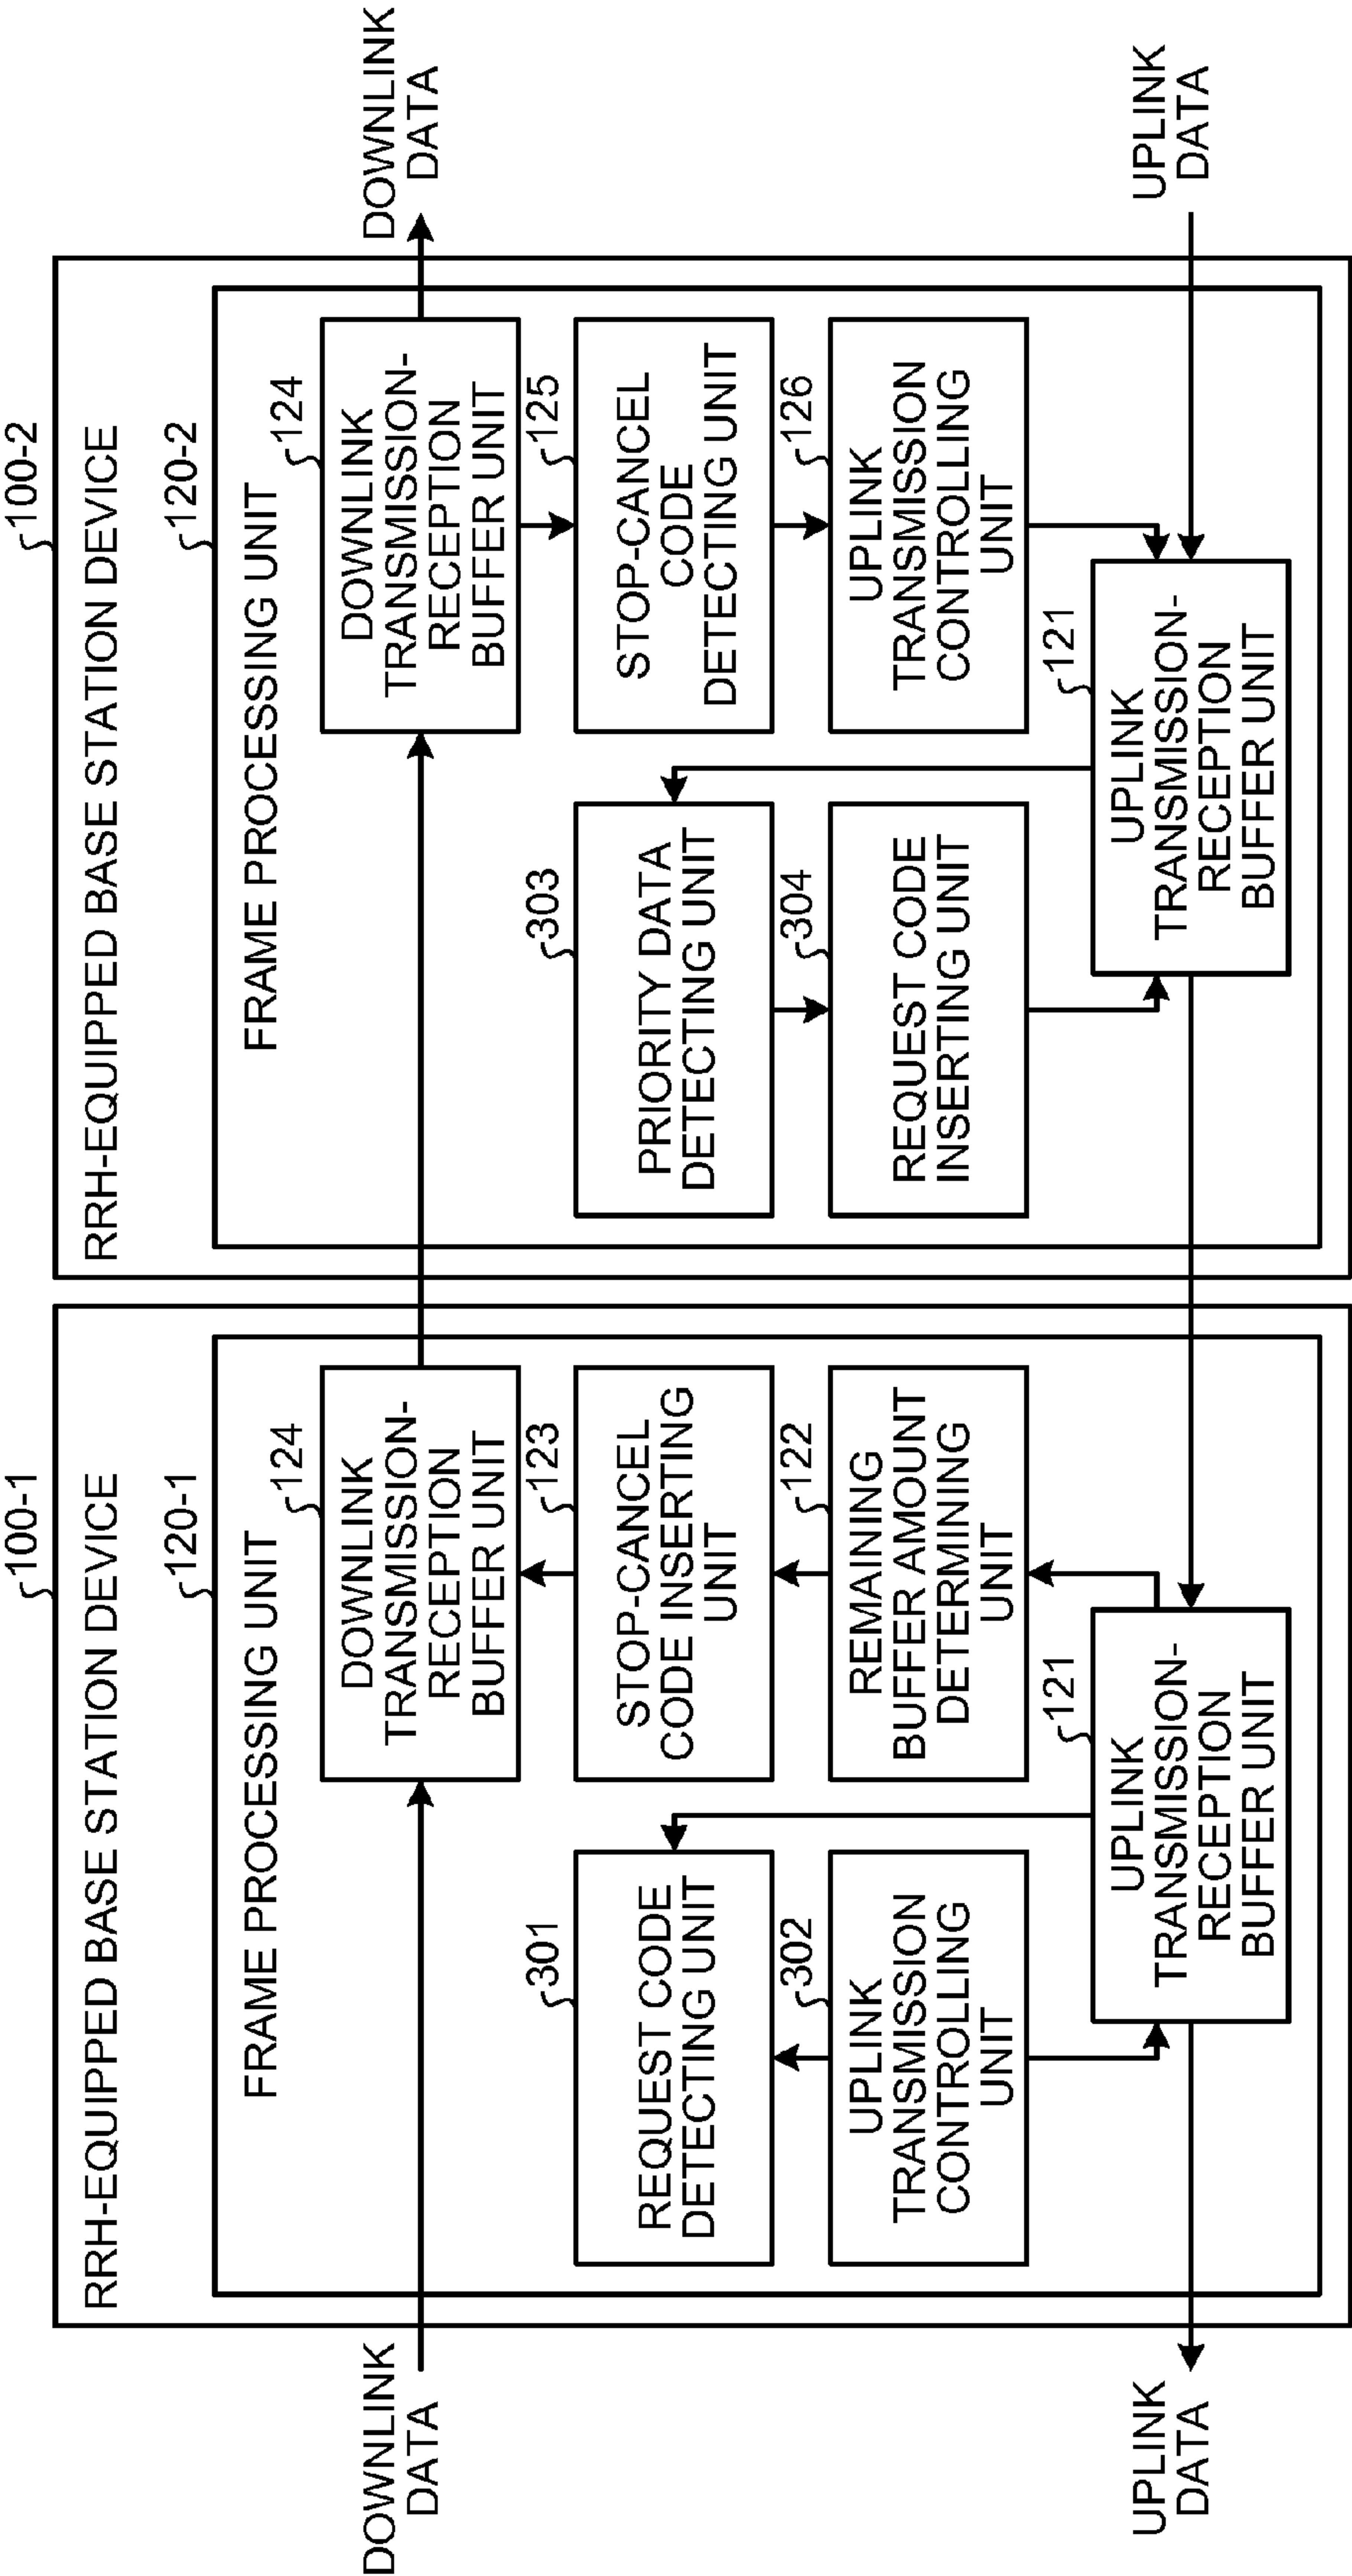 100-1
RRH-EQUIPPED BASE STATION DEVICE
120-1
FRAME PROCESSING UNIT
DOWNLINK
DATA
124
DOWNLINK
TRANSMISSION-
RECEPTION
BUFFER UNIT
301
REQUEST CODE
DETECTING UNIT
123
STOP-CANCEL
CODE INSERTING
UNIT
302
UPLINK
TRANSMISSION
CONTROLLING
UNIT
122
REMAINING
BUFFER AMOUNT
DETERMINING
UNIT
121
UPLINK
TRANSMISSION-
RECEPTION
BUFFER UNIT
UPLINK
DATA
100-2
RRH-EQUIPPED BASE STATION DEVICE
120-2
FRAME PROCESSING UNIT
124
DOWNLINK
TRANSMISSION-
RECEPTION
BUFFER UNIT
DOWNLINK
DATA
303
PRIORITY DATA
DETECTING UNIT
125
STOP-CANCEL
CODE
DETECTING UNIT
304
REQUEST CODE
INSERTING UNIT
126
UPLINK
TRANSMISSION
CONTROLLING
UNIT
121
UPLINK
TRANSMISSION-
RECEPTION
BUFFER UNIT
UPLINK
DATA